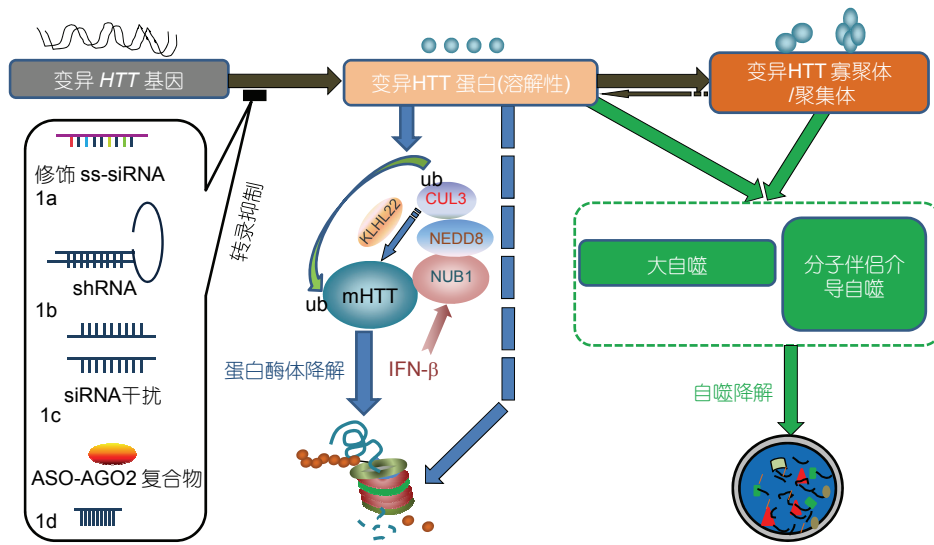 变异 HTT 基因
变异HTT 蛋白(溶解性)
变异HTT 寡聚体
/聚集体
修饰 ss-siRNA
1a
shRNA
1b
siRNA干扰
1c
ASO-AGO2 复合物
1d
转录抑制
ub
CUL3
KLHL22
NEDD8
NUB1
ub
mHTT
蛋白酶体降解
IFN-β
大自噬
分子伴侣介
导自噬
自噬降解